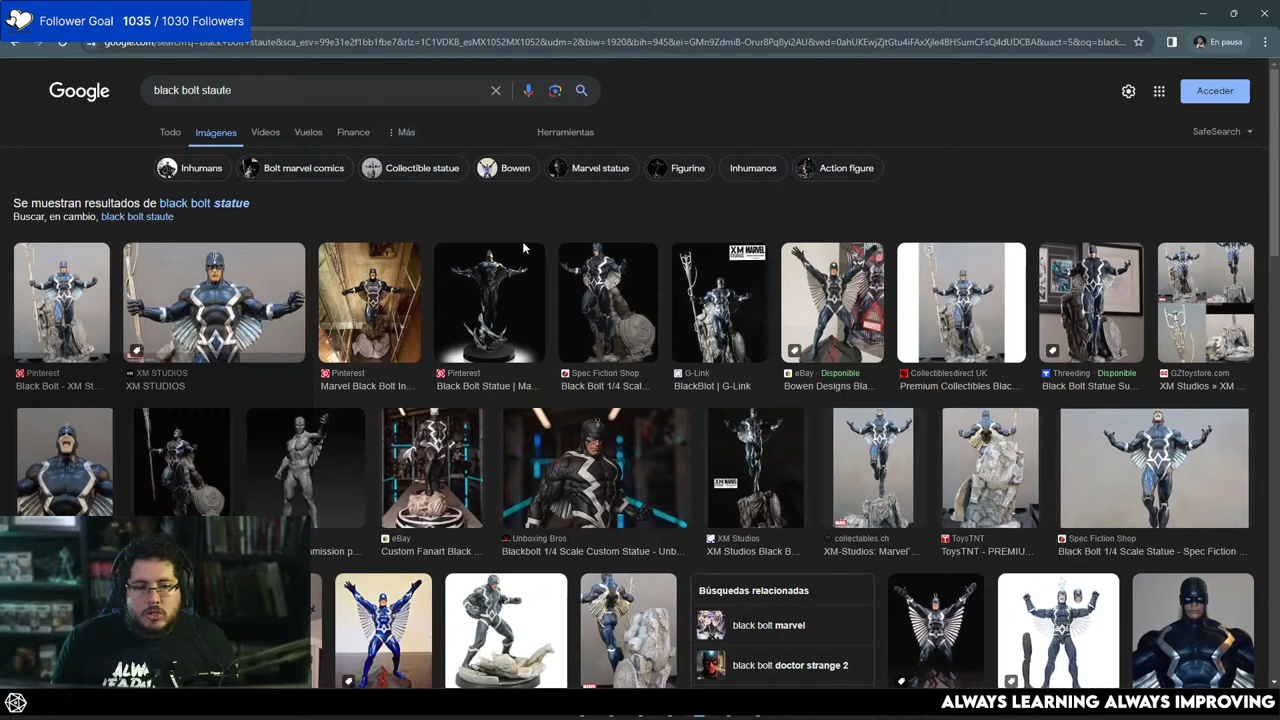 Follower Goal 1035 / 1030 Followers
En pausa
Google
black bolt staute
Acceder
Todo Imágenes Videos Vuelos Finance Más Herramientas
SafeSearch
Inhumans Bolt marvel comics Collectible statue Bowen Marvel statue Figurine Inhumanos Action figure
Se muestran resultados de black bolt statue
Buscar, en cambio, black bolt staute
XM MARVEL
Pinterest XM STUDIOS Pinterest Pinterest Spec Fiction Shop G-Link eBay · Disponible Collectiblesdirect UK Threeding · Disponible GZtoystore.com
Black Bolt - XM St... XM STUDIOS Marvel Black Bolt In... Black Bolt Statue | Ma... Black Bolt 1/4 Scal... BlackBlot | G-Link Bowen Designs Bla... Premium Collectibles Blac... Black Bolt Statue Su... XM Studios » XM ...
XM MARVEL
eBay Unboxing Bros XM Studios collectables.ch ToysTNT Spec Fiction Shop
mmission p... Custom Fanart Black ... Blackbolt 1/4 Scale Custom Statue - Unb... XM Studios Black B... XM-Studios: Marvel`... ToysTNT - PREMIU... Black Bolt 1/4 Scale Statue - Spec Fiction ...
Búsquedas relacionadas
black bolt marvel
black bolt doctor strange 2
ALWAYS LEARNING ALWAYS IMPROVING